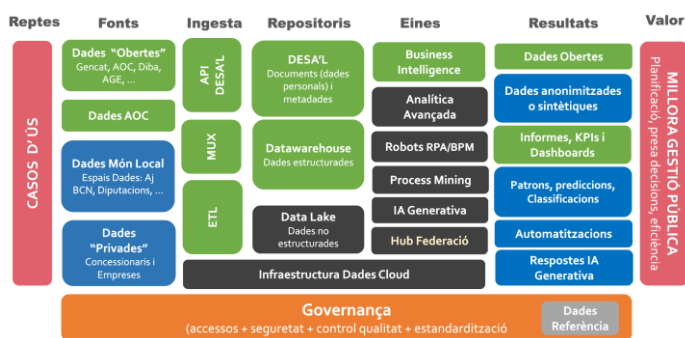 Reptes
Fonts
Ingesta
Repositoris
Eines
Resultats
Valor
CASOS D'ÚS
Dades "Obertes"
Gencat, AOC, Diba,
AGE, ...
Dades AOC
Dades Món Local
Espais Dades: Aj
BCN, Diputacions, ...
Dades
"Privades"
Concessionaris i
Empreses
API
DESA'L
MUX
ETL
DESA'L
Documents (dades
personals) i
metadades
Datawarehouse
Dades estructurades
Data Lake
Dades no
estructurades
Business
Intelligence
Analítica
Avançada
Robots RPA/BPM
Process Mining
IA Generativa
Hub Federació
Infraestructura Dades Cloud
Dades Obertes
Dades anonimitzades
o sintètiques
Informes, KPIs i
Dashboards
Patrons, prediccions,
Classificacions
Automatitzacions
Respostes IA
Generativa
MILLORA GESTIÓ PÚBLICA
Planificació, presa decisions, eficiència
Governança
(accessos + seguretat + control qualitat + estandardització
Dades
Referència